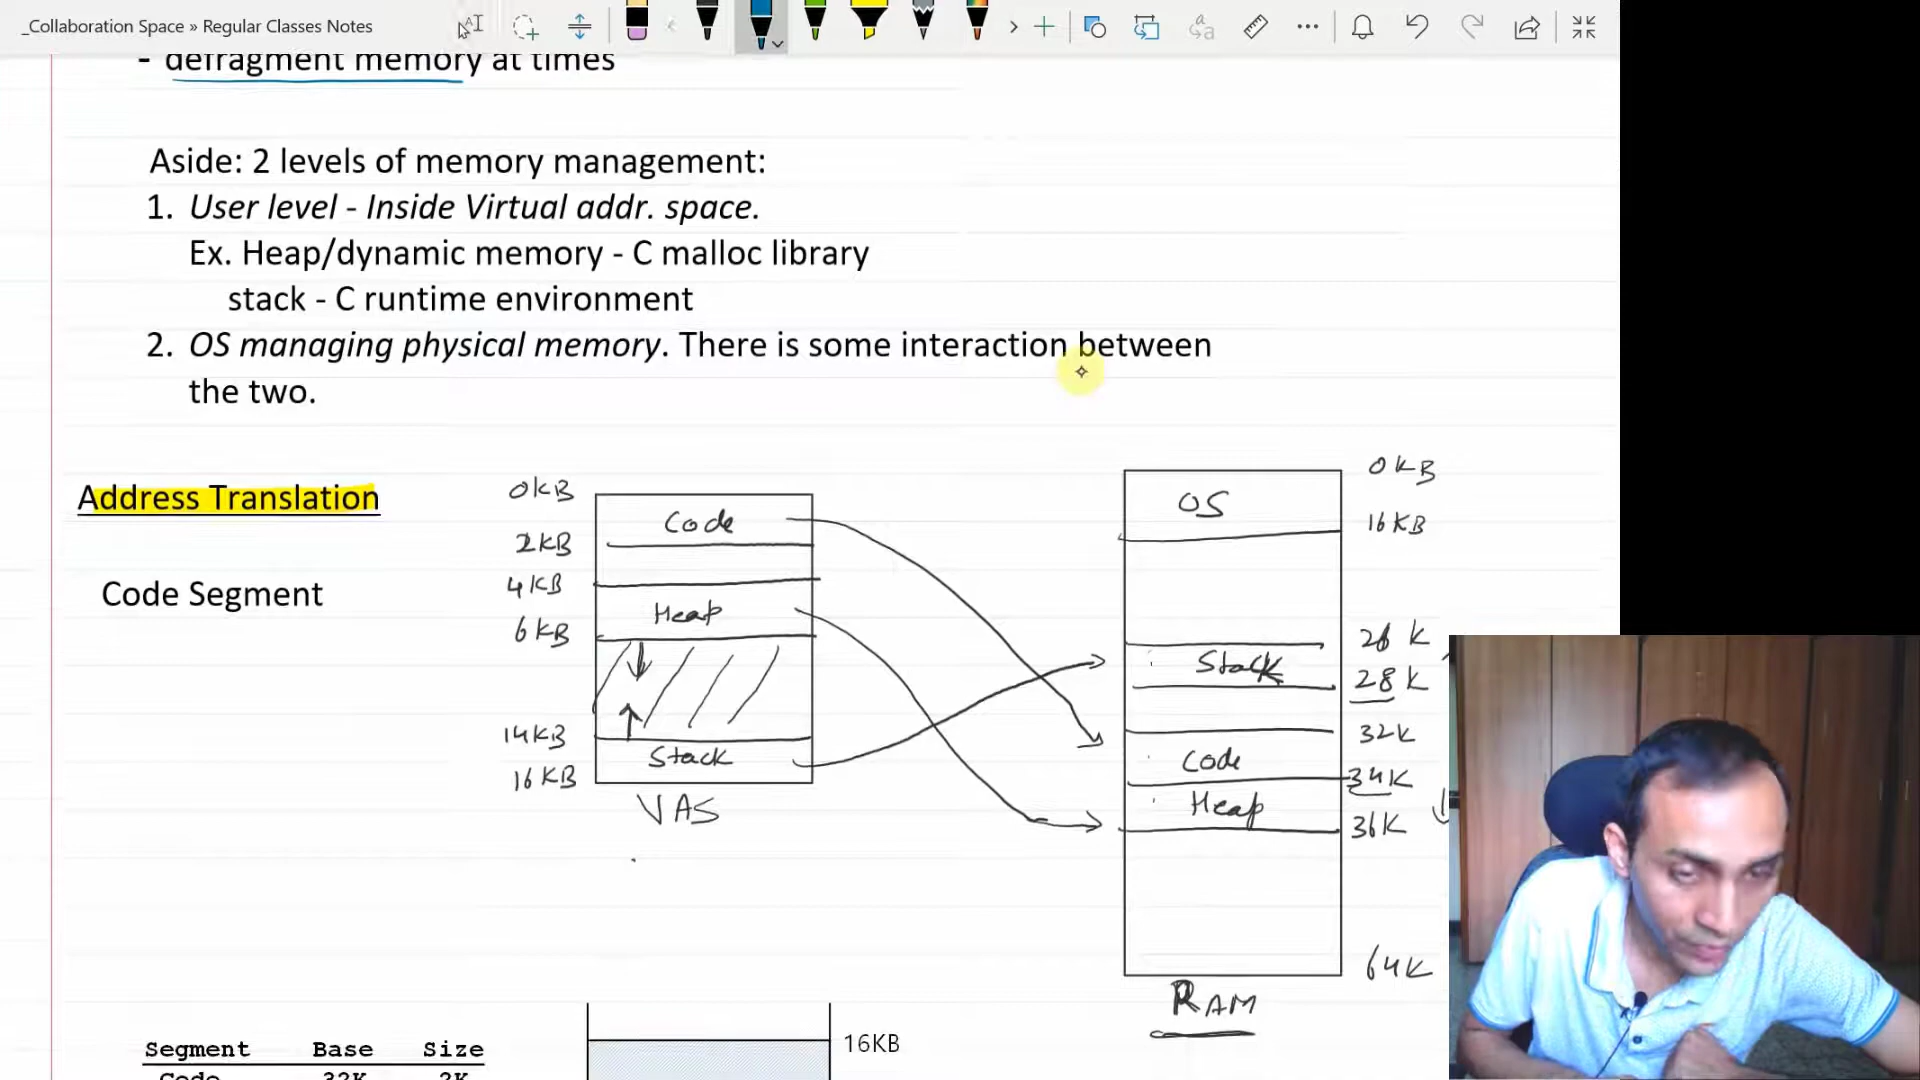 _Collaboration Space » Regular Classes Notes
- defragment memory at times
Aside: 2 levels of memory management:
1. User level - Inside Virtual addr. space.
Ex. Heap/dynamic memory - C malloc library
stack - C runtime environment
2. OS managing physical memory. There is some interaction between
the two.
Address Translation
Code Segment
0KB
Code
2KB
4KB
Heap
6KB
14KB
Stack
16KB
VAS
0KB
OS
16KB
26K
Stack
28K
32K
Code
34K
Heap
36K
64K
RAM
16KB
Segment Base Size
Code 32K 2K